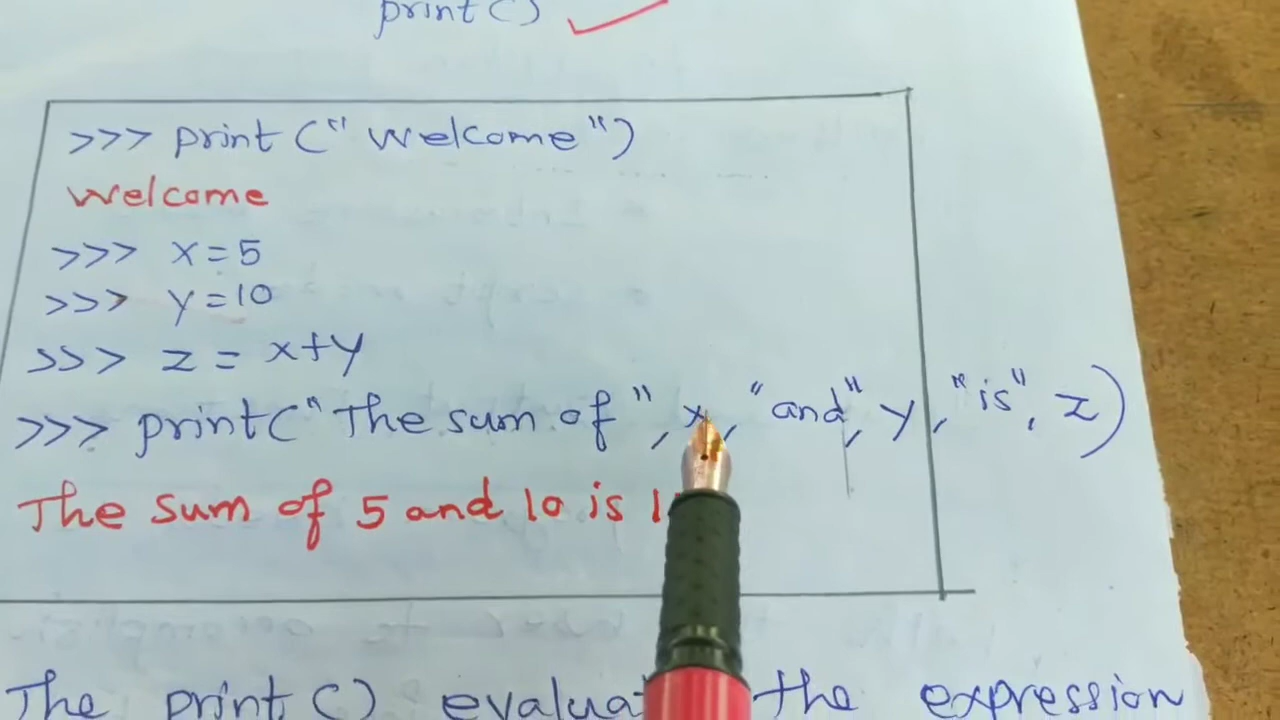 print()
>>> print("Welcome")
Welcome
>>> x=5
>>> y=10
>>> z = x+y
>>> print("The sum of", x, "and", y, "is", z)
The sum of 5 and 10 is
The print() the expression